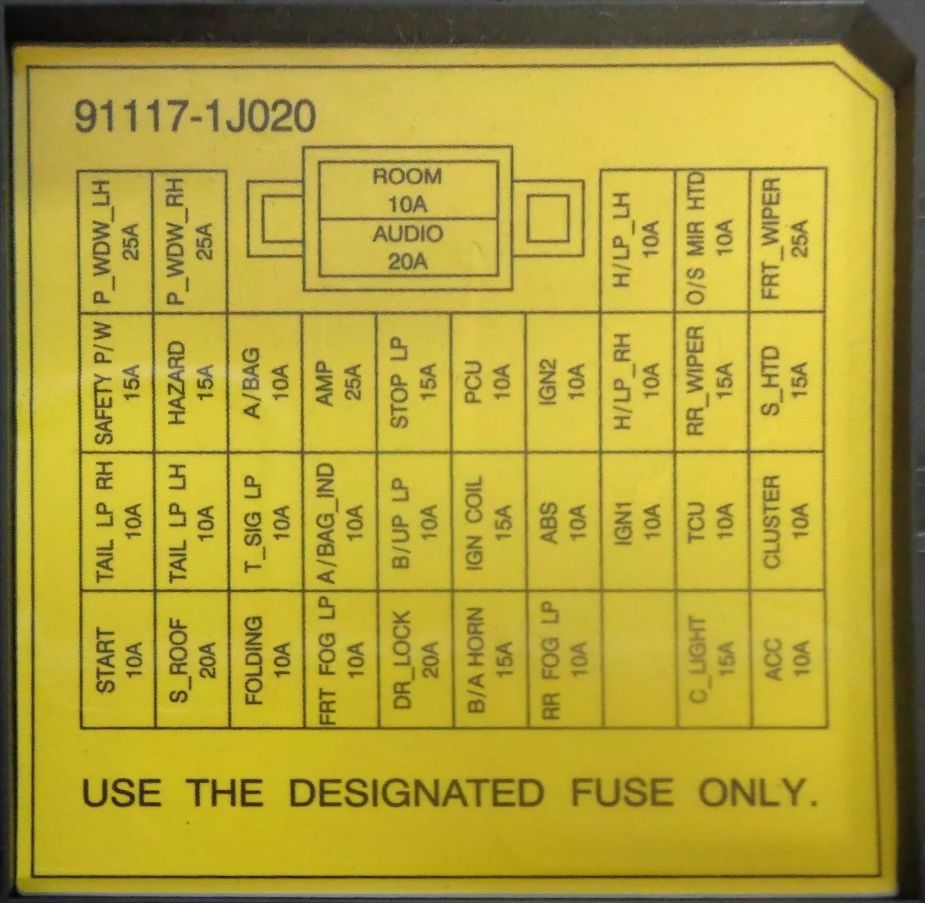 91117-1J020
P_WDW_LH
25A
P_WDW_RH
25A
ROOM
10A
AUDIO
20A
H/LP_LH
10A
O/S MIR HTD
10A
FRT_WIPER
25A
SAFETY P/W
15A
HAZARD
15A
A/BAG
10A
AMP
25A
STOP LP
15A
PCU
10A
IGN2
10A
H/LP_RH
10A
RR_WIPER
15A
S_HTD
15A
TAIL LP RH
10A
TAIL LP LH
10A
T_SIG LP
10A
A/BAG_IND
10A
B/UP LP
10A
IGN COIL
15A
ABS
10A
IGN1
10A
TCU
10A
CLUSTER
10A
START
10A
S_ROOF
20A
FOLDING
10A
FRT FOG LP
10A
DR_LOCK
20A
B/A HORN
15A
RR FOG LP
10A
C_LIGHT
15A
ACC
10A
USE THE DESIGNATED FUSE ONLY.